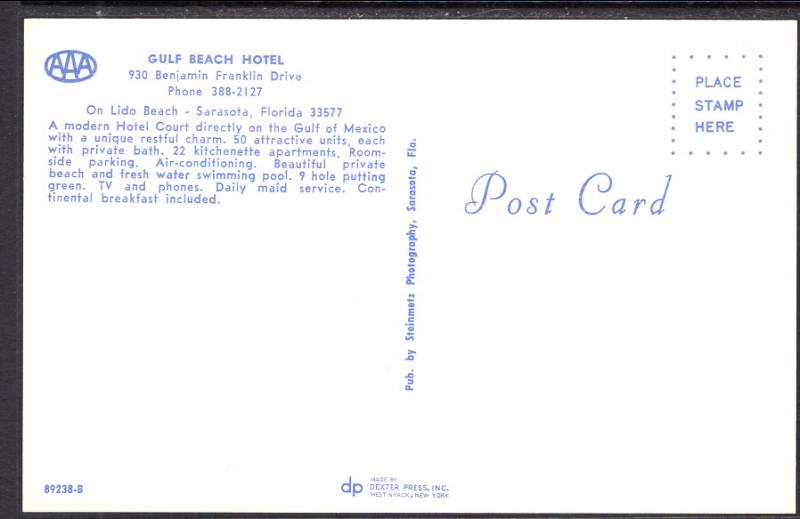 AAA
GULF BEACH HOTEL
930 Benjamin Franklin Drive
Phone 388-2127
On Lido Beach - Sarasota, Florida 33577
A modern Hotel Court directly on the Gulf of Mexico
with a unique restful charm. 50 attractive units, each
with private bath. 22 kitchenette apartments. Room-
side parking. Air-conditioning. Beautiful private
beach and fresh water swimming pool. 9 hole putting
green. TV and phones. Daily maid service. Con-
tinental breakfast included.
Pub. by Steinmetz Photography, Sarasota, Fla.
PLACE
STAMP
HERE
Post Card
89238-B
dp
MADE BY
DEXTER PRESS, INC.
WEST NYACK, NEW YORK